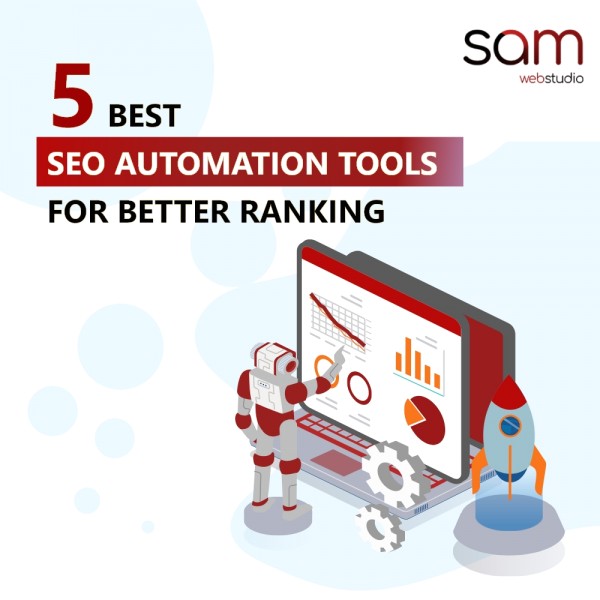 sam
webstudio
5 BEST
SEO AUTOMATION TOOLS
FOR BETTER RANKING